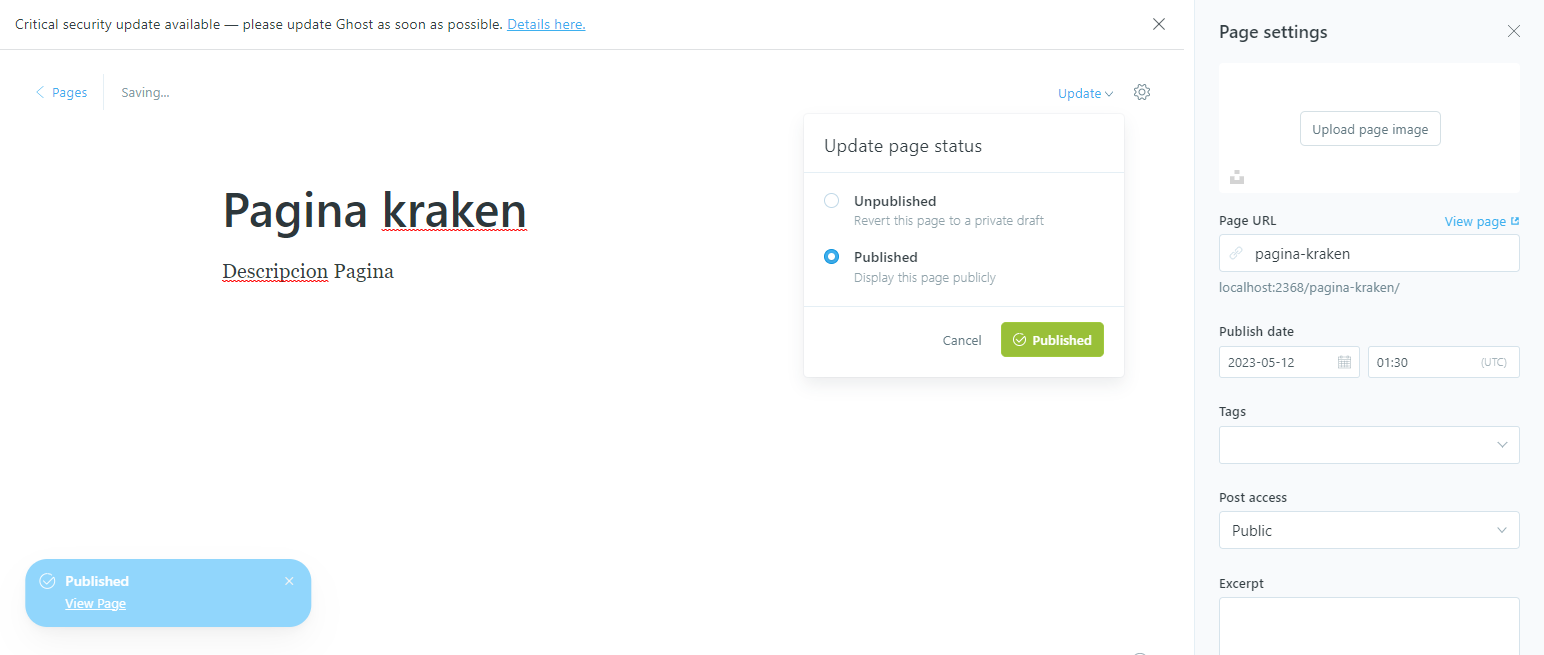 Critical security update available — please update Ghost as soon as possible. Details here.
Pages
Saving...
Update
Update page status
Unpublished
Revert this page to a private draft
Published
Display this page publicly
Cancel
Published
Pagina kraken
Descripcion Pagina
Published
View Page
Page settings
Upload page image
Page URL
View page
pagina-kraken
localhost:2368/pagina-kraken/
Publish date
2023-05-12
01:30
(UTC)
Tags
Post access
Public
Excerpt